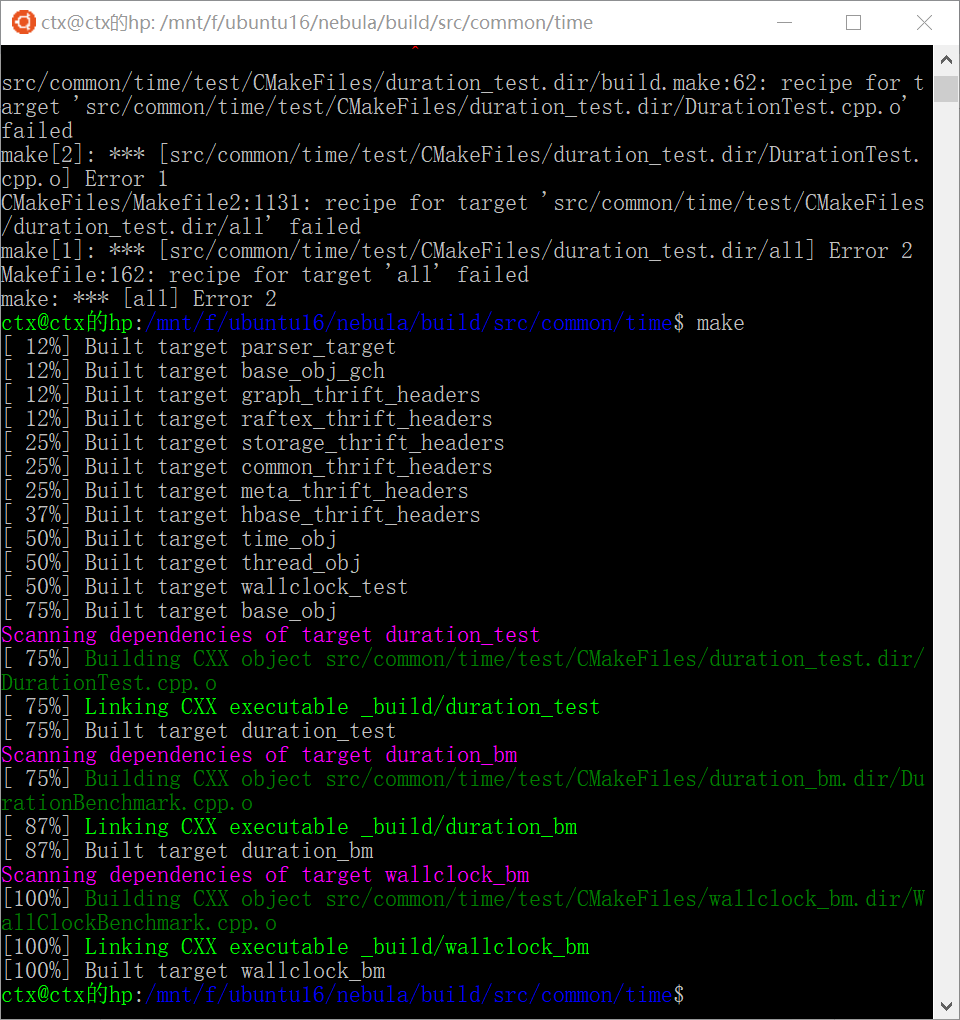 ctx@ctx的hp: /mnt/f/ubuntu16/nebula/build/src/common/time
src/common/time/test/CMakeFiles/duration_test.dir/build.make:62: recipe for t
arget 'src/common/time/test/CMakeFiles/duration_test.dir/DurationTest.cpp.o'
failed
make[2]: *** [src/common/time/test/CMakeFiles/duration_test.dir/DurationTest.
cpp.o] Error 1
CMakeFiles/Makefile2:1131: recipe for target 'src/common/time/test/CMakeFiles
/duration_test.dir/all' failed
make[1]: *** [src/common/time/test/CMakeFiles/duration_test.dir/all] Error 2
Makefile:162: recipe for target 'all' failed
make: *** [all] Error 2
ctx@ctx的hp:/mnt/f/ubuntu16/nebula/build/src/common/time$ make
[ 12%] Built target parser_target
[ 12%] Built target base_obj_gch
[ 12%] Built target graph_thrift_headers
[ 12%] Built target raftex_thrift_headers
[ 25%] Built target storage_thrift_headers
[ 25%] Built target common_thrift_headers
[ 25%] Built target meta_thrift_headers
[ 37%] Built target hbase_thrift_headers
[ 50%] Built target time_obj
[ 50%] Built target thread_obj
[ 50%] Built target wallclock_test
[ 75%] Built target base_obj
Scanning dependencies of target duration_test
[ 75%] Building CXX object src/common/time/test/CMakeFiles/duration_test.dir/
DurationTest.cpp.o
[ 75%] Linking CXX executable _build/duration_test
[ 75%] Built target duration_test
Scanning dependencies of target duration_bm
[ 75%] Building CXX object src/common/time/test/CMakeFiles/duration_bm.dir/Du
rationBenchmark.cpp.o
[ 87%] Linking CXX executable _build/duration_bm
[ 87%] Built target duration_bm
Scanning dependencies of target wallclock_bm
[100%] Building CXX object src/common/time/test/CMakeFiles/wallclock_bm.dir/W
allClockBenchmark.cpp.o
[100%] Linking CXX executable _build/wallclock_bm
[100%] Built target wallclock_bm
ctx@ctx的hp:/mnt/f/ubuntu16/nebula/build/src/common/time$